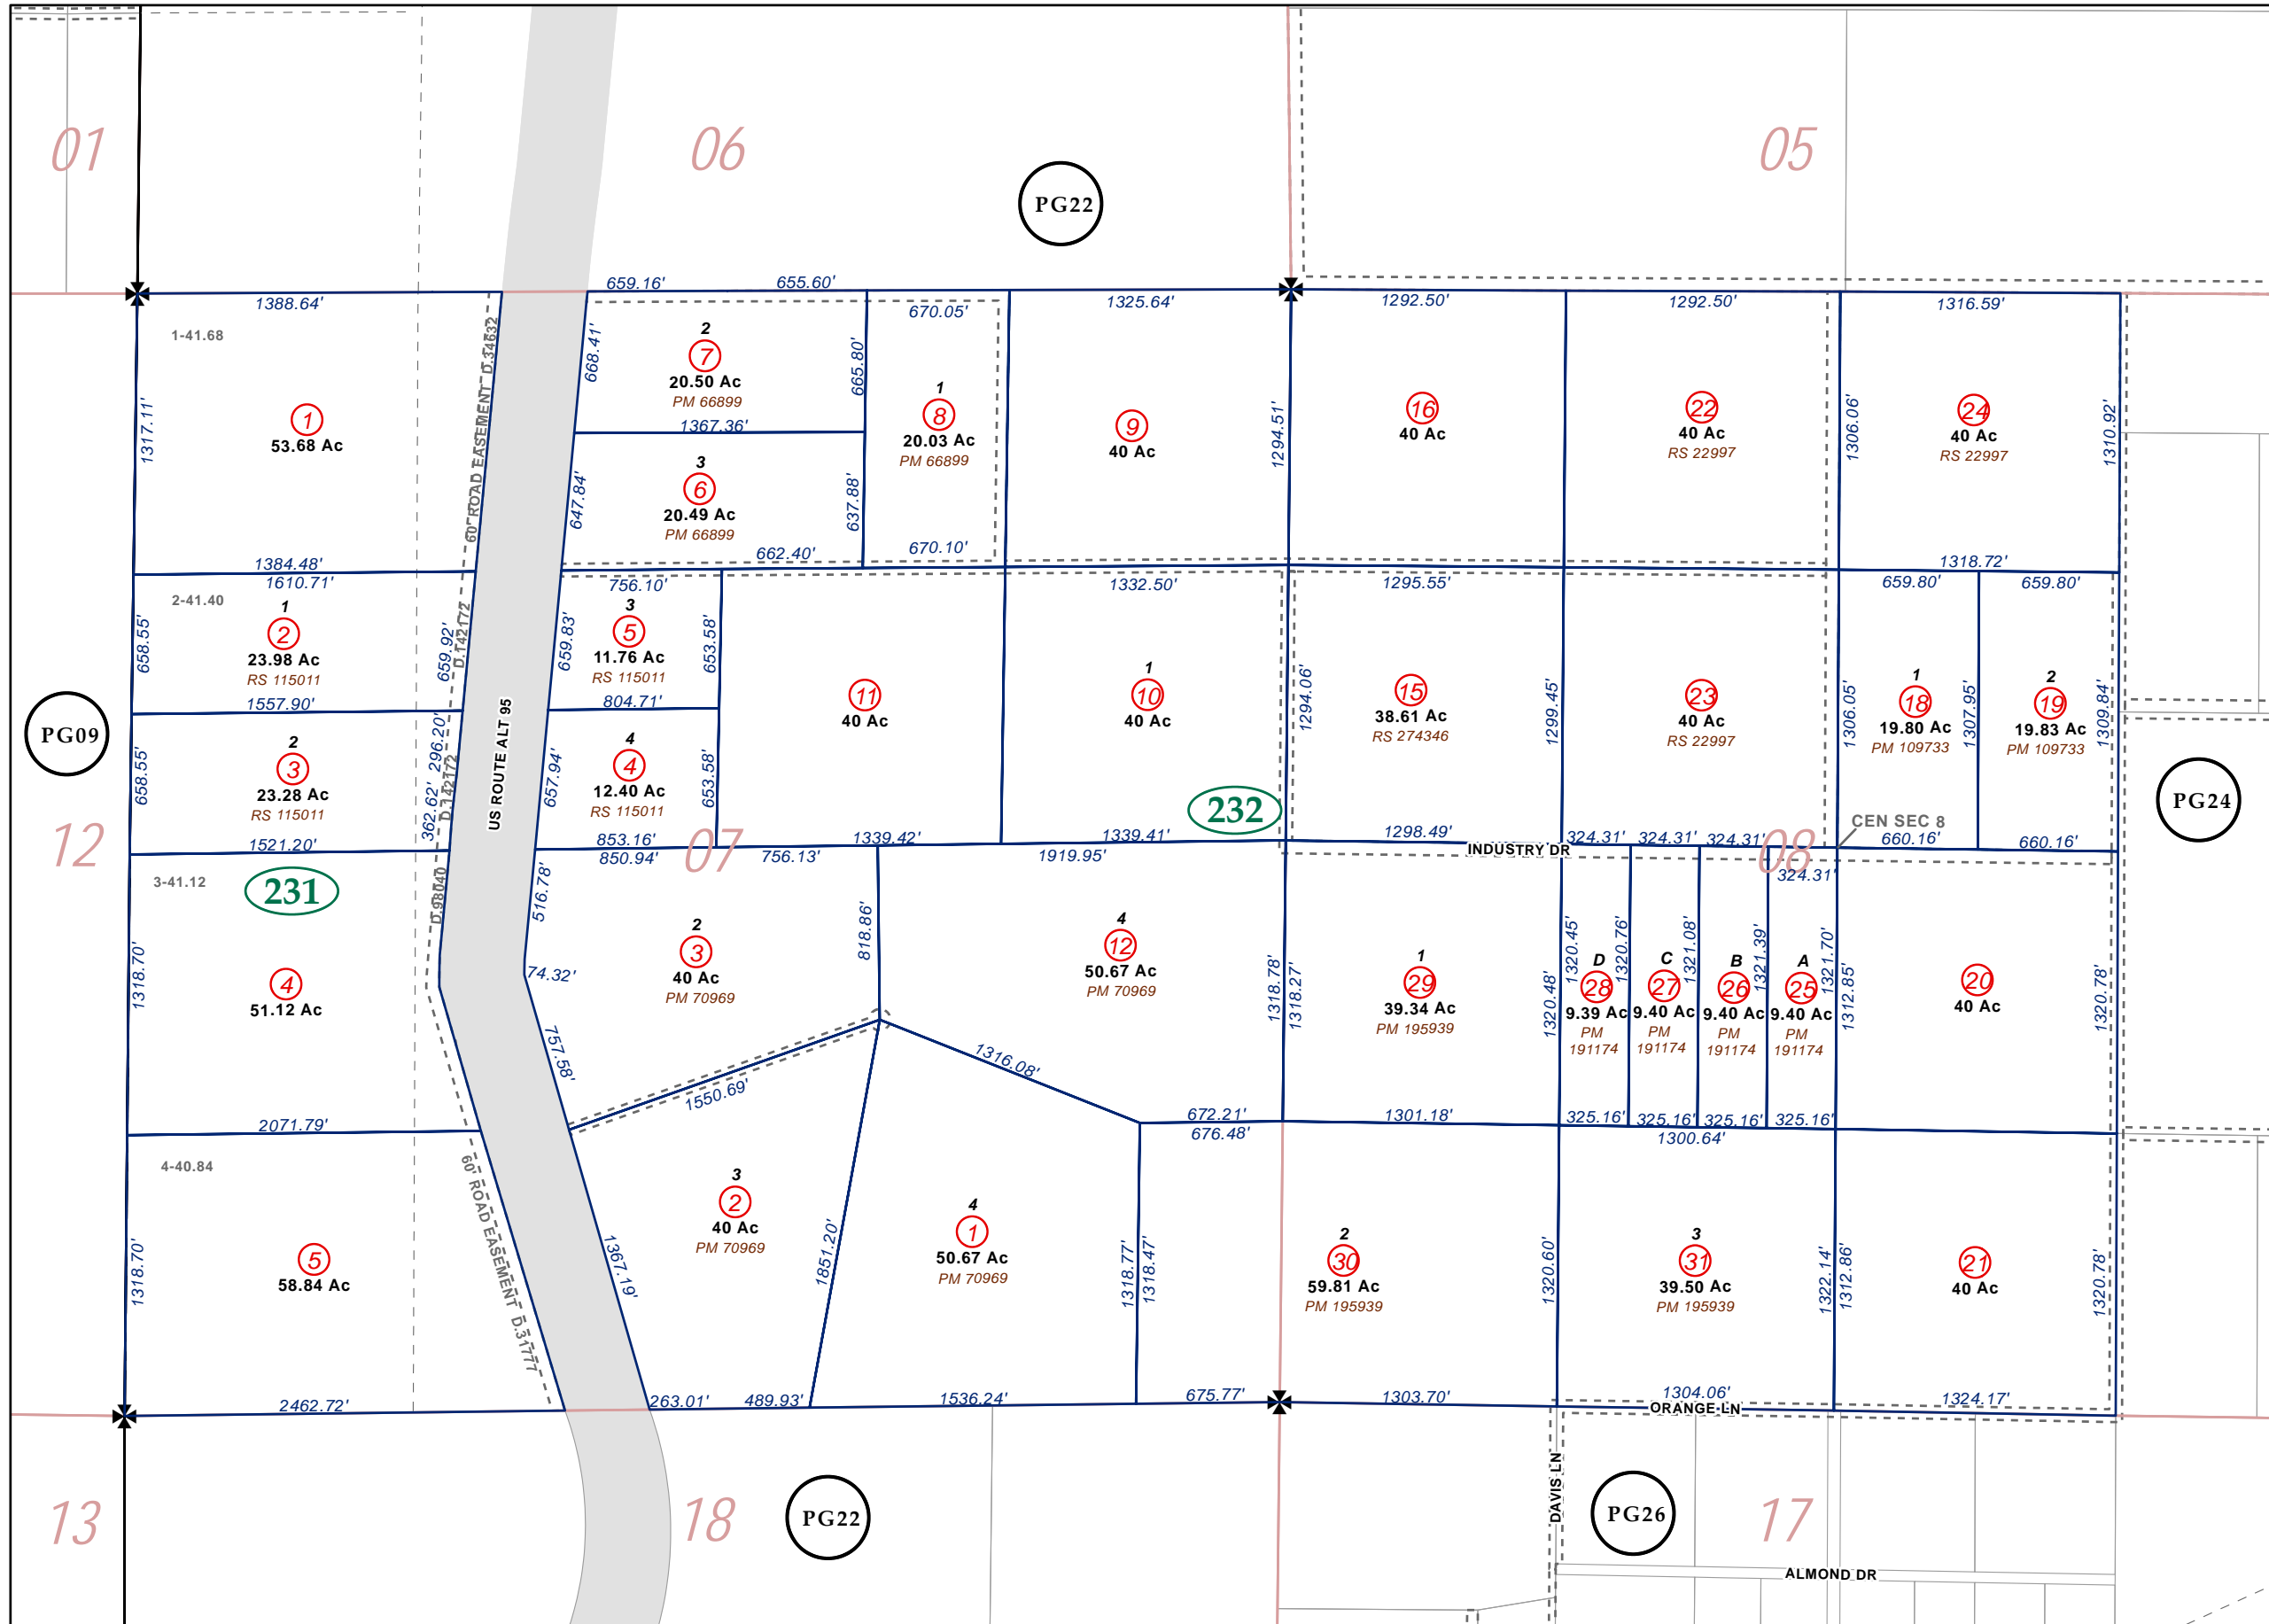 01
06
05
PG22
659.16'
655.60'
1388.64'
670.05'
1325.64'
1292.50'
1292.50'
1316.59'
1-41.68
1317.11'
1
53.68 Ac
60' ROAD EASEMENT D.34632
668.41'
2
7
20.50 Ac
PM 66899
1367.36'
665.80'
1
8
20.03 Ac
PM 66899
9
40 Ac
1294.51'
16
40 Ac
22
40 Ac
RS 22997
1306.06'
24
40 Ac
RS 22997
1310.92'
647.84'
3
6
20.49 Ac
PM 66899
637.88'
662.40'
670.10'
1384.48'
1610.71'
1318.72'
756.10'
1332.50'
1295.55'
659.80'
659.80'
2-41.40
658.55'
1
2
23.98 Ac
RS 115011
659.92'
D.142172
1557.90'
659.83'
3
5
11.76 Ac
RS 115011
653.58'
804.71'
11
40 Ac
1
10
40 Ac
1294.06'
15
38.61 Ac
RS 274346
1299.45'
23
40 Ac
RS 22997
1306.05'
1
18
19.80 Ac
PM 109733
1307.95'
2
19
19.83 Ac
PM 109733
1309.84'
PG09
PG24
US ROUTE ALT 95
658.55'
2
3
23.28 Ac
RS 115011
296.20'
362.62'
D.142172
657.94'
4
4
12.40 Ac
RS 115011
653.58'
232
CEN SEC 8
12
07
08
1521.20'
853.16'
850.94'
756.13'
1339.42'
1919.95'
1339.41'
1298.49'
INDUSTRY DR
324.31'
324.31'
324.31'
324.31'
660.16'
660.16'
3-41.12
231
D.98040
516.78'
74.32'
1318.70'
4
51.12 Ac
2
3
40 Ac
PM 70969
818.86'
4
12
50.67 Ac
PM 70969
1318.78'
1318.27'
1
29
39.34 Ac
PM 195939
1320.48'
1320.45'
D
28
9.39 Ac
PM
191174
1320.76'
C
27
9.40 Ac
PM
191174
1321.08'
B
26
9.40 Ac
PM
191174
1321.39'
A
25
9.40 Ac
PM
191174
1321.70'
1312.85'
20
40 Ac
1320.78'
757.58'
1550.69'
1316.08'
2071.79'
672.21'
676.48'
1301.18'
325.16'
325.16'
325.16'
325.16'
1300.64'
4-40.84
60' ROAD EASEMENT D.31777
1318.70'
5
58.84 Ac
1367.19'
3
2
40 Ac
PM 70969
1851.20'
4
1
50.67 Ac
PM 70969
1318.77'
1318.47'
2
30
59.81 Ac
PM 195939
1320.60'
3
31
39.50 Ac
PM 195939
1322.14'
1312.86'
21
40 Ac
1320.78'
2462.72'
263.01'
489.93'
1536.24'
675.77'
1303.70'
1304.06'
ORANGE LN
1324.17'
DAVIS LN
13
18
PG22
PG26
17
ALMOND DR